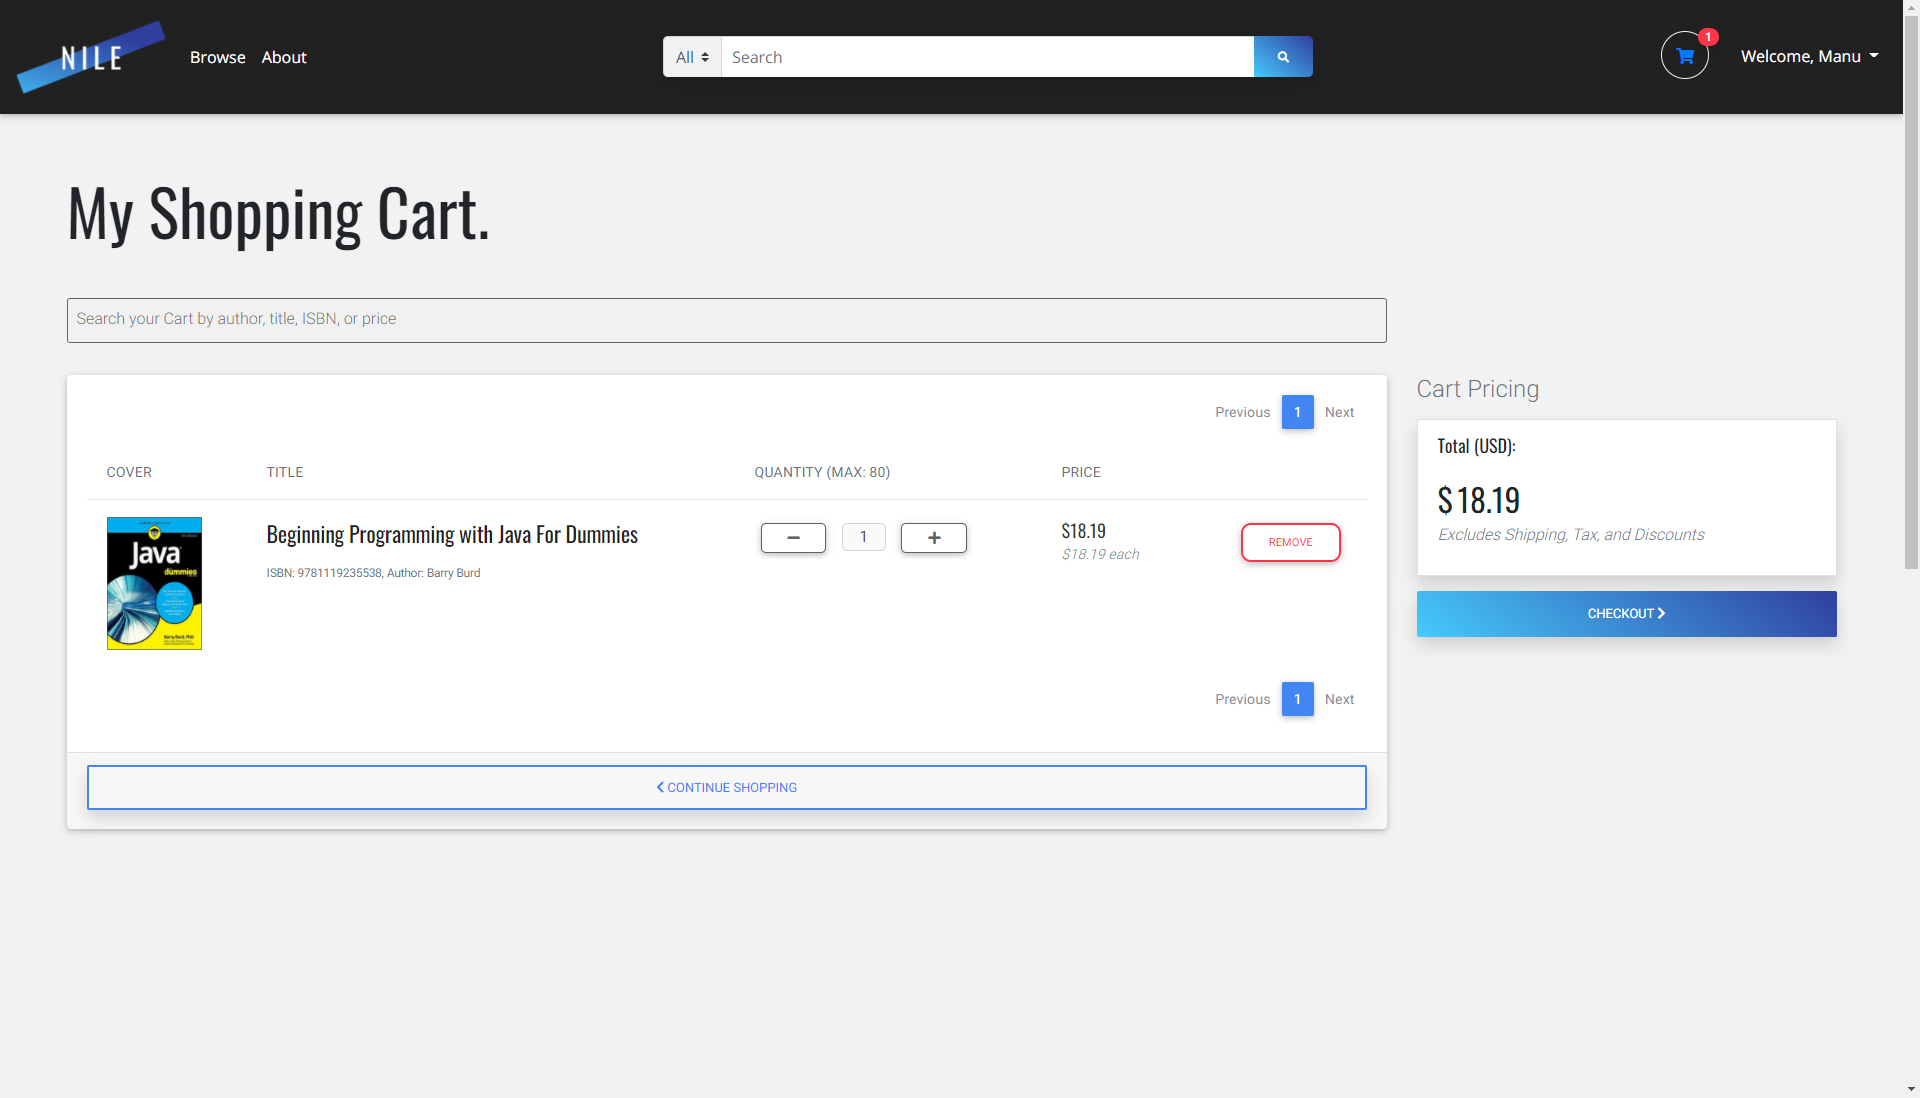 NILE
Browse About
All Search
1
Welcome, Manu
My Shopping Cart.
Search your Cart by author, title, ISBN, or price
Previous 1 Next
COVER TITLE QUANTITY (MAX: 80) PRICE
Java
dummies
Barry Burd, PhD
Beginning Programming with Java For Dummies
ISBN: 9781119235538, Author: Barry Burd
− 1 +
$18.19
$18.19 each
REMOVE
Previous 1 Next
CONTINUE SHOPPING
Cart Pricing
Total (USD):
$18.19
Excludes Shipping, Tax, and Discounts
CHECKOUT